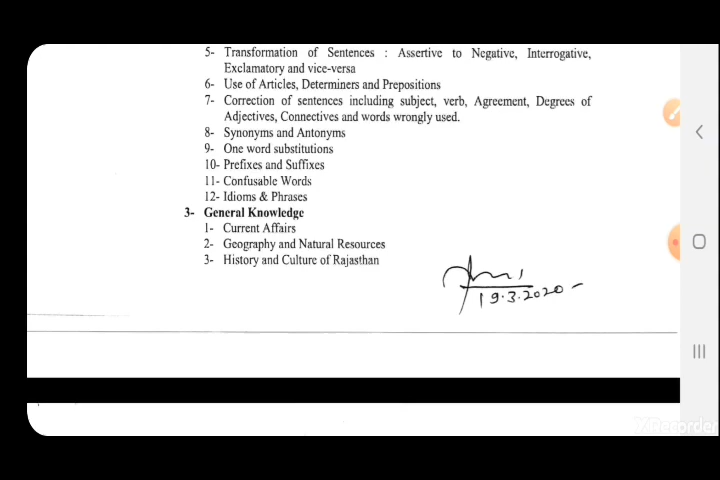 5- Transformation of Sentences : Assertive to Negative, Interrogative,
Exclamatory and vice-versa
6- Use of Articles, Determiners and Prepositions
7- Correction of sentences including subject, verb, Agreement, Degrees of
Adjectives, Connectives and words wrongly used.
8- Synonyms and Antonyms
9- One word substitutions
10- Prefixes and Suffixes
11- Confusable Words
12- Idioms & Phrases
3- General Knowledge
1- Current Affairs
2- Geography and Natural Resources
3- History and Culture of Rajasthan
19.3.2020
Recorder